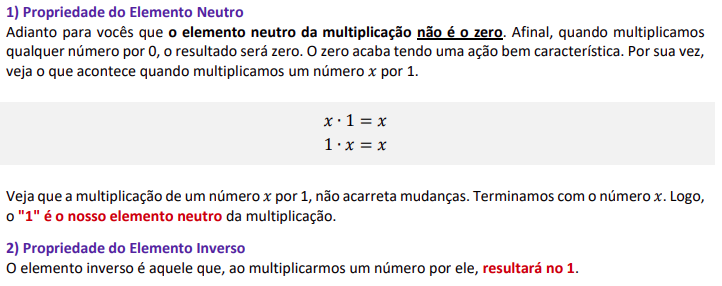 1) Propriedade do Elemento Neutro
Adianto para vocês que o elemento neutro da multiplicação não é o zero. Afinal, quando multiplicamos
qualquer número por 0, o resultado será zero. O zero acaba tendo uma ação bem característica. Por sua vez,
veja o que acontece quando multiplicamos um número x por 1.
x · 1 = x
1 · x = x
Veja que a multiplicação de um número x por 1, não acarreta mudanças. Terminamos com o número x. Logo,
o "1" é o nosso elemento neutro da multiplicação.
2) Propriedade do Elemento Inverso
O elemento inverso é aquele que, ao multiplicarmos um número por ele, resultará no 1.